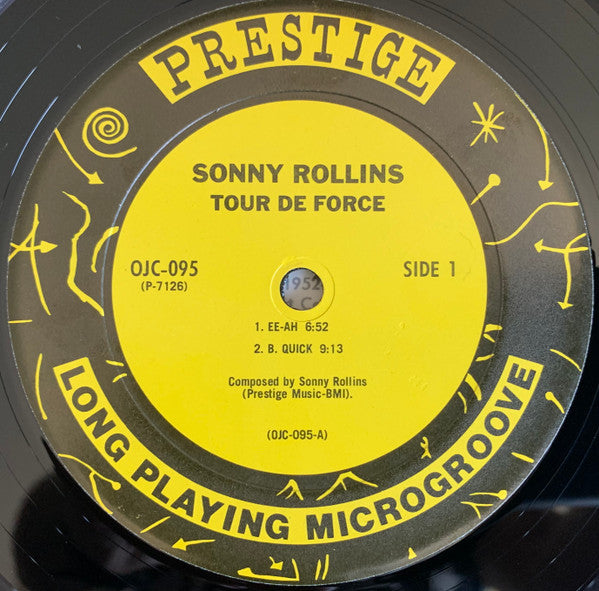 PRESTIGE
SONNY ROLLINS
TOUR DE FORCE
OJC-095
(P-7126)
SIDE 1
1952
1. EE-AH 6:52
2. B. QUICK 9:13
Composed by Sonny Rollins
(Prestige Music-BMI).
(OJC-095-A)
LONG PLAYING MICROGROOVE